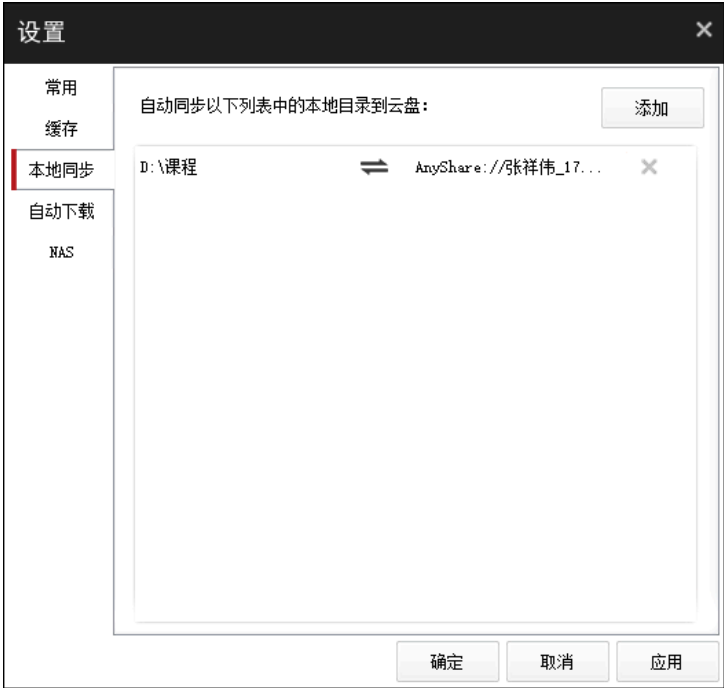 设置
常用
缓存
本地同步
自动下载
NAS
自动同步以下列表中的本地目录到云盘:
添加
D:\课程
AnyShare://张祥伟_17...
确定
取消
应用